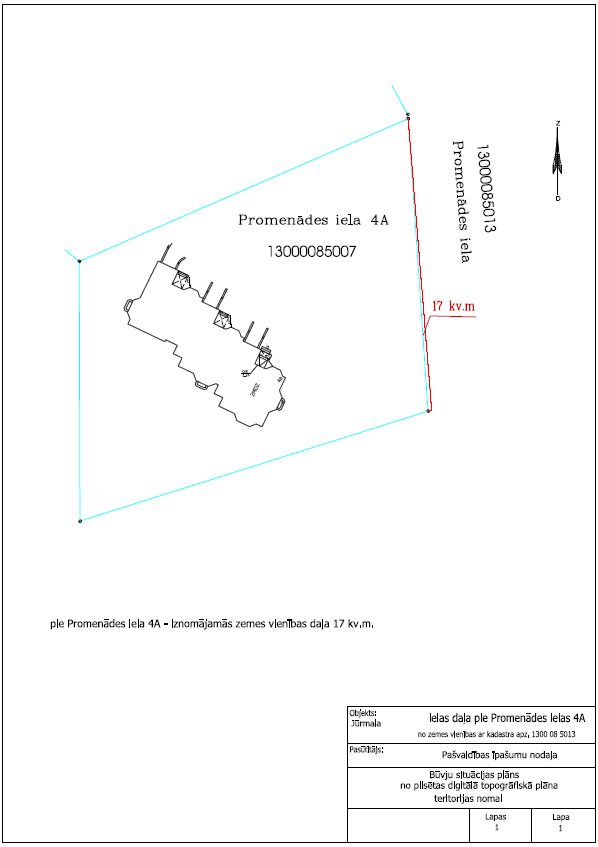 Z
D
13000085013
Promenādes iela
Promenādes iela 4A
13000085007
17 kv.m
4A
pie Promenādes iela 4A - iznomājamās zemes vienības daļa 17 kv.m.
Objekts:
Jūrmala
Ielas daļa pie Promenādes ielas 4A
no zemes vienības ar kadastra apz. 1300 08 5013
Pasūtītājs:
Pašvaldības īpašumu nodaļa
Būvju situācijas plāns
no pilsētas digitālā topogrāfiskā plāna
teritorijas nomai
Lapas
1
Lapa
1